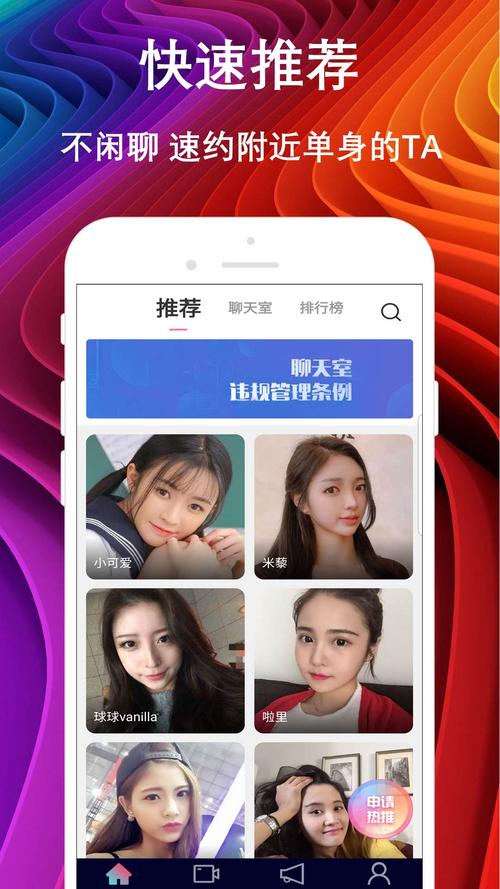 快速推荐
不闲聊 速约附近单身的TA
推荐 聊天室 排行榜
聊天室
违规管理条例
小可爱
米藜
球球vanilla
啦里
申请
热推